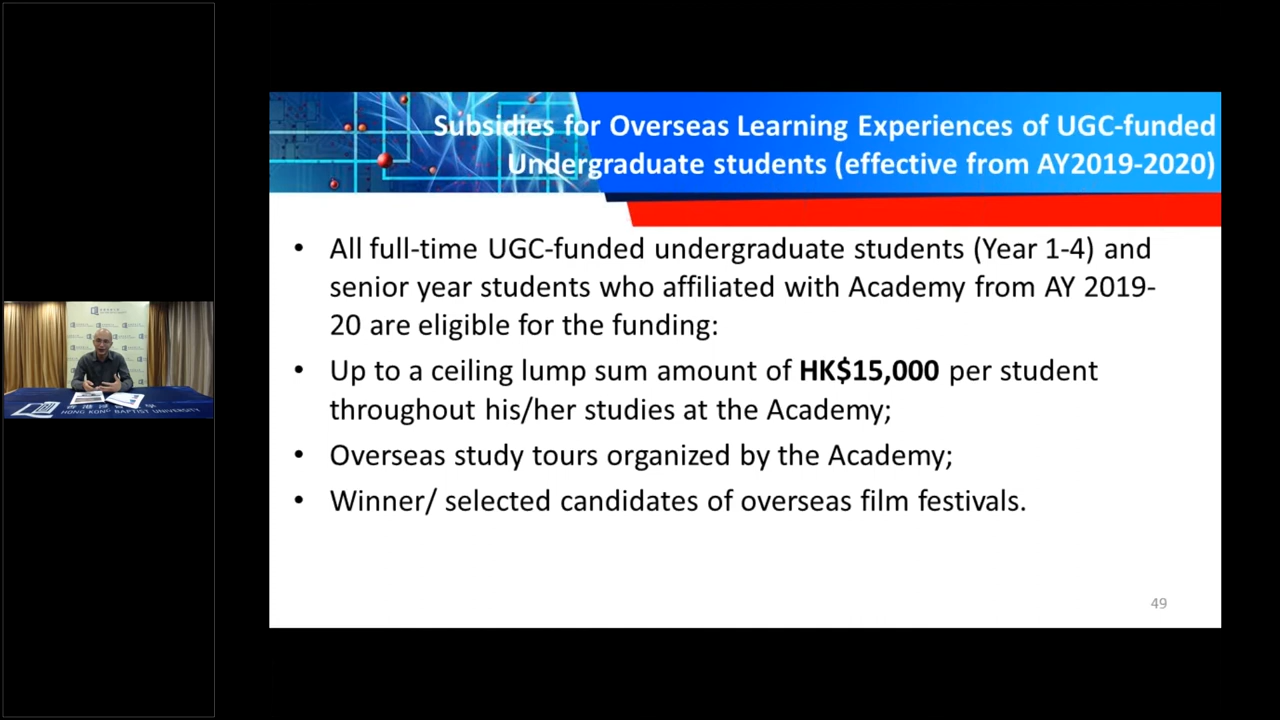 Subsidies for Overseas Learning Experiences of UGC-funded
Undergraduate students (effective from AY2019-2020)
• All full-time UGC-funded undergraduate students (Year 1-4) and
senior year students who affiliated with Academy from AY 2019-
20 are eligible for the funding:
• Up to a ceiling lump sum amount of HK$15,000 per student
throughout his/her studies at the Academy;
• Overseas study tours organized by the Academy;
• Winner/ selected candidates of overseas film festivals.
49
HONG KONG BAPTIST UNIVERSITY